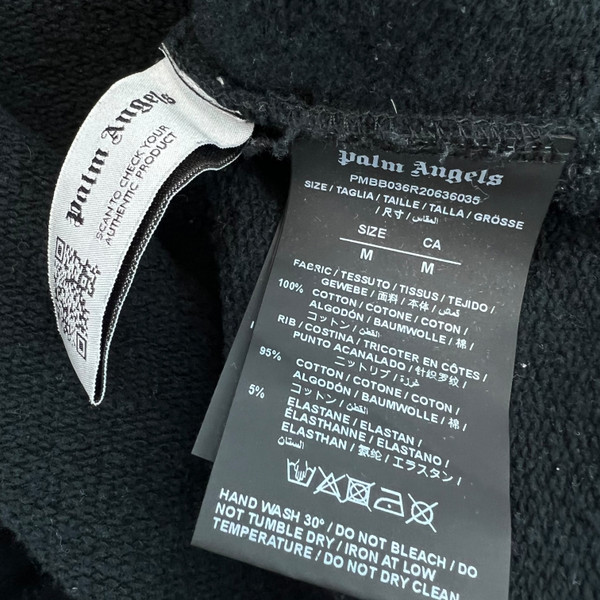 Palm Angels
SCAN TO CHECK YOUR
AUTHENTIC PRODUCT
Palm Angels
PMBB036R20636035
SIZE / TAGLIA / TAILLE / TALLA / GRÖSSE
/ 尺寸 / المقاس
SIZE CA
M M
FABRIC / TESSUTO / TISSUS / TEJIDO /
GEWEBE / 面料 / 本体 / قماش
100% COTTON / COTONE / COTON /
ALGODÓN / BAUMWOLLE / 棉 /
コットン / القطن
RIB / COSTINA / TRICOTER EN CÔTES /
PUNTO ACANALADO / 针织罗纹 /
ニットリブ / غرزة
95% COTTON / COTONE / COTON /
ALGODÓN / BAUMWOLLE / 棉 /
コットン / القطن
5% ELASTANE / ELASTAN /
ÉLASTHANNE / ELASTANO /
ELASTHAN / 氨纶 / エラスタン /
الاستان
HAND WASH 30° / DO NOT BLEACH / DO
NOT TUMBLE DRY / IRON AT LOW
TEMPERATURE / DO NOT DRY CLEAN